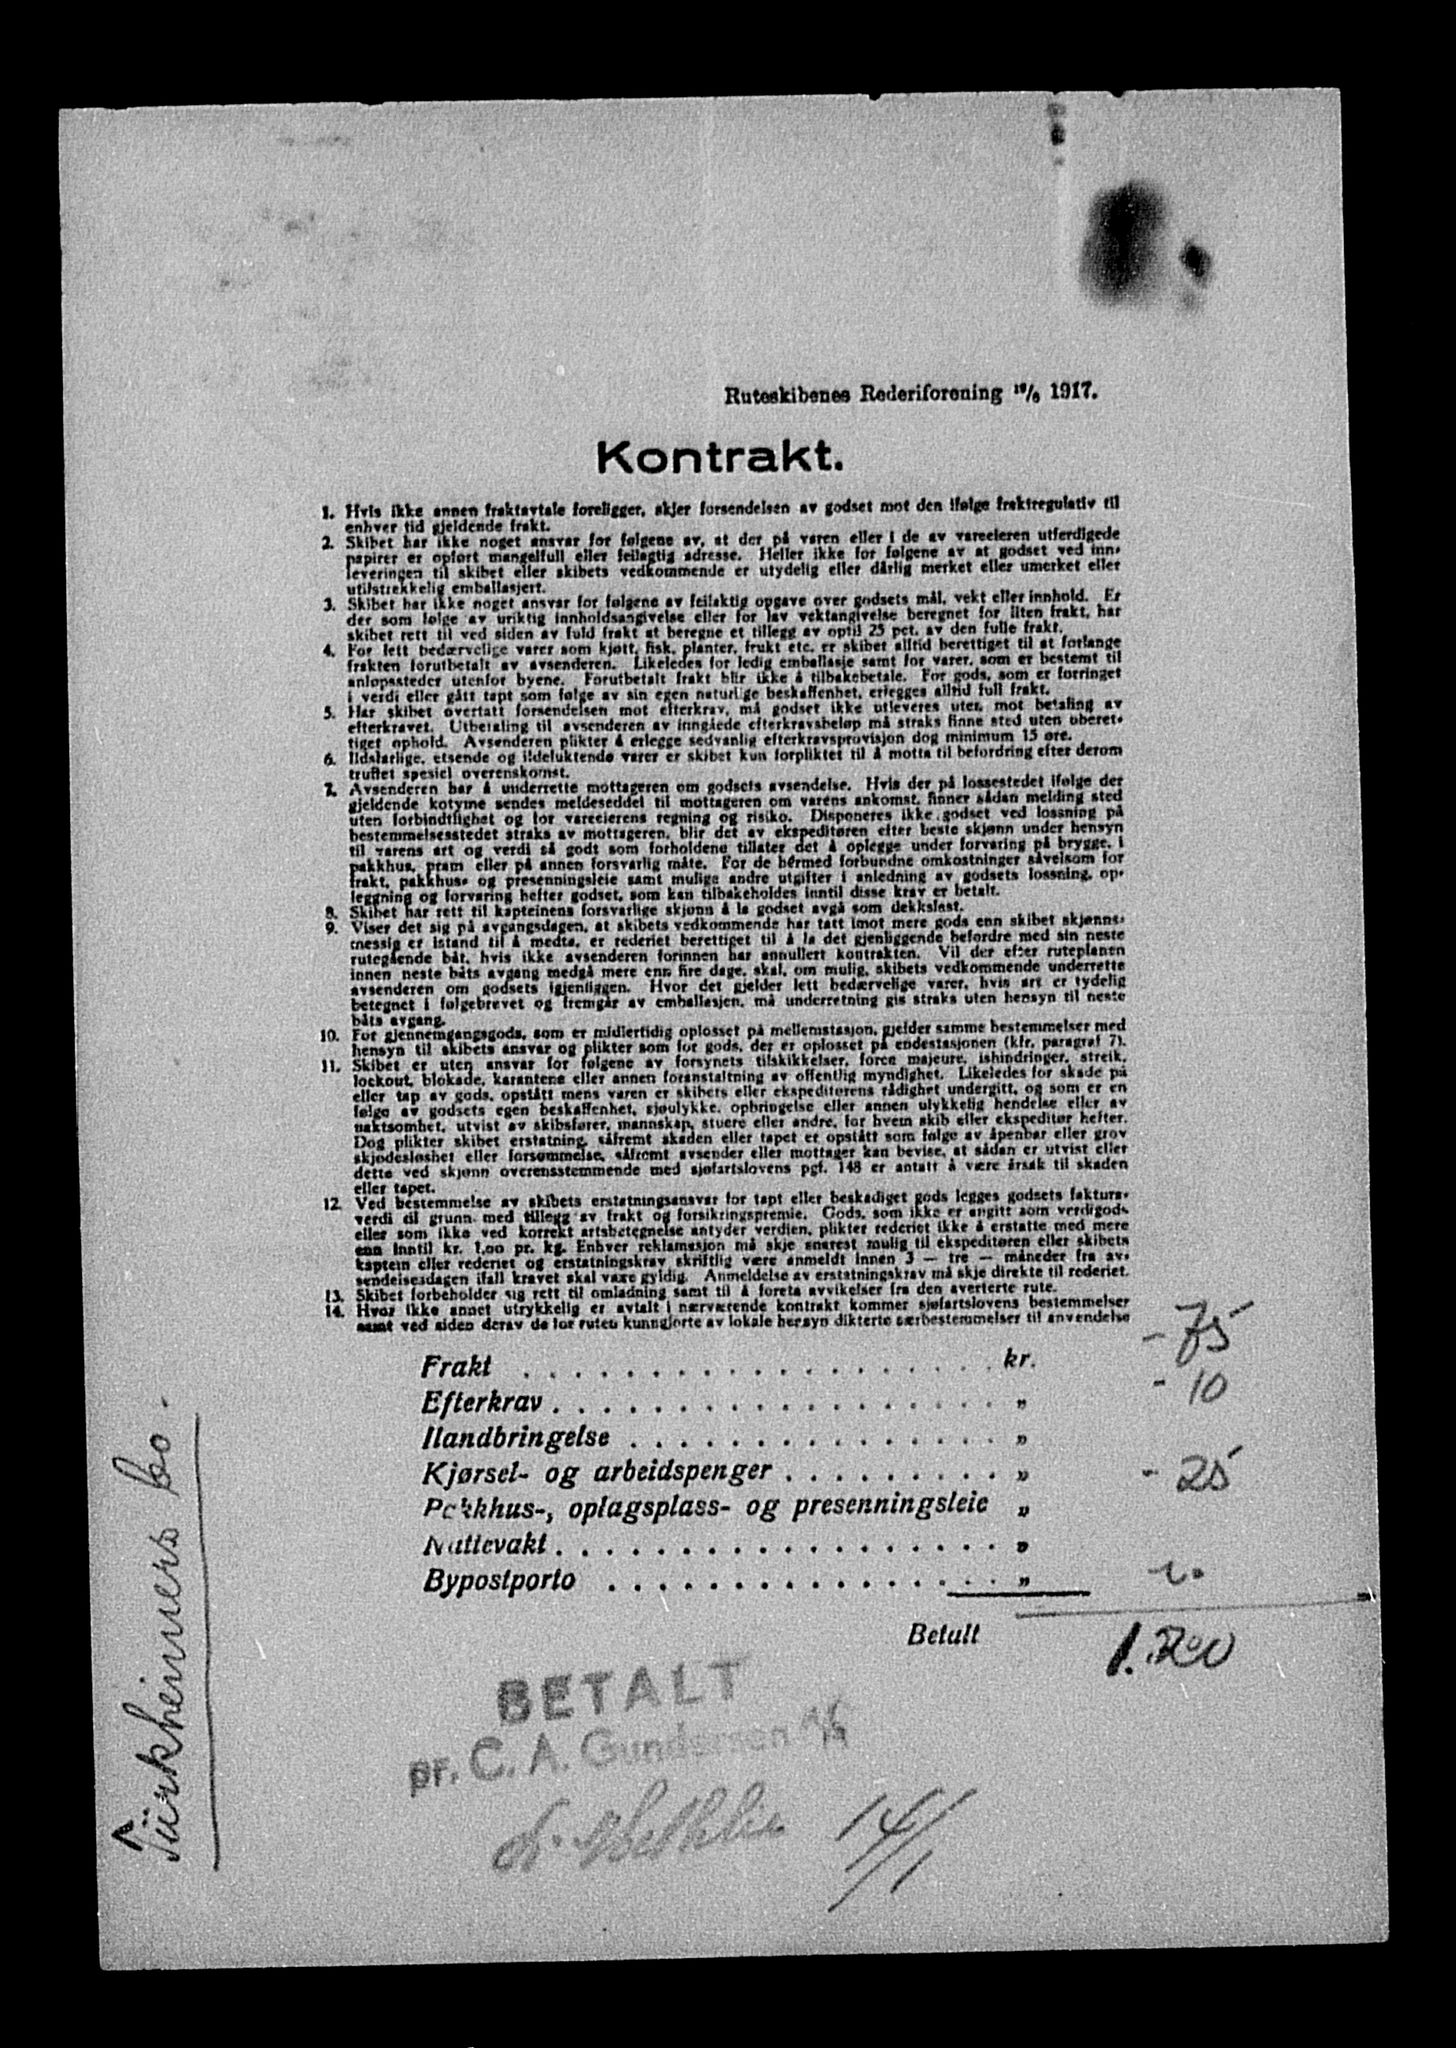 Ruteskibenes Rederiforening 18/6 1917.
Kontrakt.
1. Hvis ikke annen fraktavtale foreligger, skjer forsendelsen av godset mot den ifølge fraktregulativ til
enhver tid gjeldende frakt.
2. Skibet har ikke noget ansvar for følgene av, at der på varen eller i de av vareeieren utferdigede
papirer er opført mangelfull eller feilagtig adresse. Heller ikke for følgene av at godset ved inn-
leveringen til skibet eller skibets vedkommende er utydelig eller dårlig merket eller umerket eller
utilstrekkelig emballasjert.
3. Skibet har ikke noget ansvar for følgene av feilaktig opgave over godsets mål, vekt eller innhold. Er
der som følge av uriktig innholdsangivelse eller for lav vektangivelse beregnet for liten frakt, har
skibet rett til ved siden av fuld frakt at beregne et tillegg av optil 25 pct. av den fulle frakt.
4. For lett bedærvelige varer som kjøtt, fisk, planter, frukt etc. er skibet alltid berettiget til at forlange
frakten forutbetalt av avsenderen. Likeledes for ledig emballasje samt for varer, som er bestemt til
anløpssteder utenfor byene. Forutbetalt frakt blir ikke å tilbakebetale. For gods, som er forringet
i verdi eller gått tapt som følge av sin egen naturlige beskaffenhet, erlegges alltid full frakt.
5. Har skibet overtatt forsendelsen mot efterkrav, må godset ikke utleveres uten mot betaling av
efterkravet. Utbetaling til avsenderen av inngåede efterkravsbeløp må straks finne sted uten oberet-
tiget ophold. Avsenderen plikter å erlegge sedvanlig efterkravsprovisjon dog minimum 15 øre.
6. Ildsfarlige, etsende og ildeluktende varer er skibet kun forpliktet til å motta til befordring efter derom
truffet spesiel overenskomst.
7. Avsenderen har å underrette mottageren om godsets avsendelse. Hvis der på lossestedet ifølge der
gjeldende kotyme sendes meldeseddel til mottageren om varens ankomst, finner sådan melding sted
uten forbindtlighet og for vareeierens regning og risiko. Disponeres ikke godset ved lossning på
bestemmelsesstedet straks av mottageren, blir det av ekspeditøren efter beste skjønn under hensyn
til varens art og verdi så godt som forholdene tillater det å oplegge under forvaring på brygge, i
pakkhus, pram eller på annen forsvarlig måte. For de hermed forbundne omkostninger såvelsom for
frakt, pakkhus- og presenningsleie samt mulige andre utgifter i anledning av godsets lossning, op-
leggning og forvaring hefter godset, som kan tilbakeholdes inntil disse krav er betalt.
8. Skibet har rett til kapteinens forsvarlige skjønn å la godset avgå som dekkslast.
9. Viser det sig på avgangsdagen, at skibets vedkommende har tatt imot mere gods enn skibet skjønns-
messig er istand til å medta, er rederiet berettiget til å la det gjenliggende befordre med sin neste
rutegående båt, hvis ikke avsenderen forinnen har annullert kontrakten. Vil der efter ruteplanen
innen neste båts avgang medgå mere enn fire dage, skal, om mulig, skibets vedkommende underrette
avsenderen om godsets igjenliggen. Hvor det gjelder lett bedærvelige varer, hvis art er tydelig
betegnet i følgebrevet og fremgår av emballasjen, må underretning gis straks uten hensyn til neste
båts avgang.
10. For gjennemgangsgods, som er midlertidig oplosset på mellemstasjon, gjelder samme bestemmelser med
hensyn til skibets ansvar og plikter som for gods, der er oplosset på endestasjonen (kfr. paragraf 7).
11. Skibet er uten ansvar for følgene av forsynets tilskikkelser, force majeure, ishindringer, streik,
lockout, blokade, karantene eller annen foranstaltning av offentlig myndighet. Likeledes for skade på
eller tap av gods, opstått mens varen er skibets eller ekspeditørens rådighet undergitt, og som er en
følge av godsets egen beskaffenhet, sjøulykke, opbringelse eller annen ulykkelig hendelse eller av
uaktsomhet, utvist av skibsfører, mannskap, stuere eller andre, for hvem skib eller ekspeditør hefter.
Dog plikter skibet erstatning, såfremt skaden eller tapet er opstått som følge av åpenbar eller grov
skjødesløshet eller forsømmelse, såfremt avsender eller mottager kan bevise, at sådan er utvist eller
dette ved skjønn overensstemmende med sjøfartslovens pgf. 148 er antatt å være årsak til skaden
eller tapet.
12. Ved bestemmelse av skibets erstatningsansvar for tapt eller beskadiget gods legges godsets faktura-
verdi til grunn med tillegg av frakt og forsikringspremie. Gods, som ikke er angitt som verdigods
eller som ikke ved korrekt artsbetegnelse antyder verdien, plikter rederiet ikke å erstatte med mere
enn inntil kr. 1,00 pr. kg. Enhver reklamasjon må skje snarest mulig til ekspeditøren eller skibets
kaptein eller rederiet og erstatningskrav skriftlig være anmeldt innen 3 — tre — måneder fra av-
sendelsesdagen ifall kravet skal være gyldig. Anmeldelse av erstatningskrav må skje direkte til rederiet.
13. Skibet forbeholder sig rett til omladning samt til å foreta avvikelser fra den averterte rute.
14. Hvor ikke annet utrykkelig er avtalt i nærværende kontrakt kommer sjøfartslovens bestemmelser
samt ved siden derav de for ruten kunngjorte av lokale hensyn dikterte særbestemmelser til anvendelse
Frakt . . . . . . . . . . . . . . . . . . kr. - 75
Efterkrav . . . . . . . . . . . . . . . . „ - 10
Ilandbringelse . . . . . . . . . . . . . „
Kjørsel- og arbeidspenger . . . . . . . . „ - 25
Pakkhus-, oplagsplass- og presenningsleie „
Nattevakt . . . . . . . . . . . . . . . . „
Bypostporto . . . . . . . . . . . . . . . „
Betalt 1.20
BETALT
pr. C. A. Gundersen A/S
14/1
Türkheimers bo.